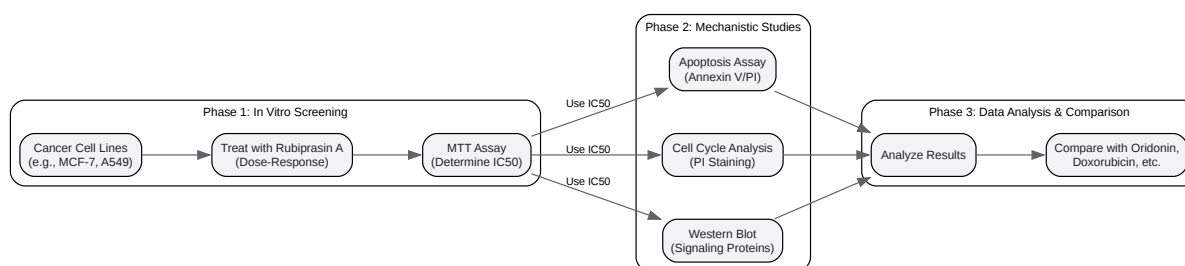 Phase 1: In Vitro Screening
Cancer Cell Lines
(e.g., MCF-7, A549)
Treat with Rubiprasin A
(Dose-Response)
MTT Assay
(Determine IC50)
Use IC50
Use IC50
Use IC50
Phase 2: Mechanistic Studies
Apoptosis Assay
(Annexin V/PI)
Cell Cycle Analysis
(PI Staining)
Western Blot
(Signaling Proteins)
Phase 3: Data Analysis & Comparison
Analyze Results
Compare with Oridonin,
Doxorubicin, etc.